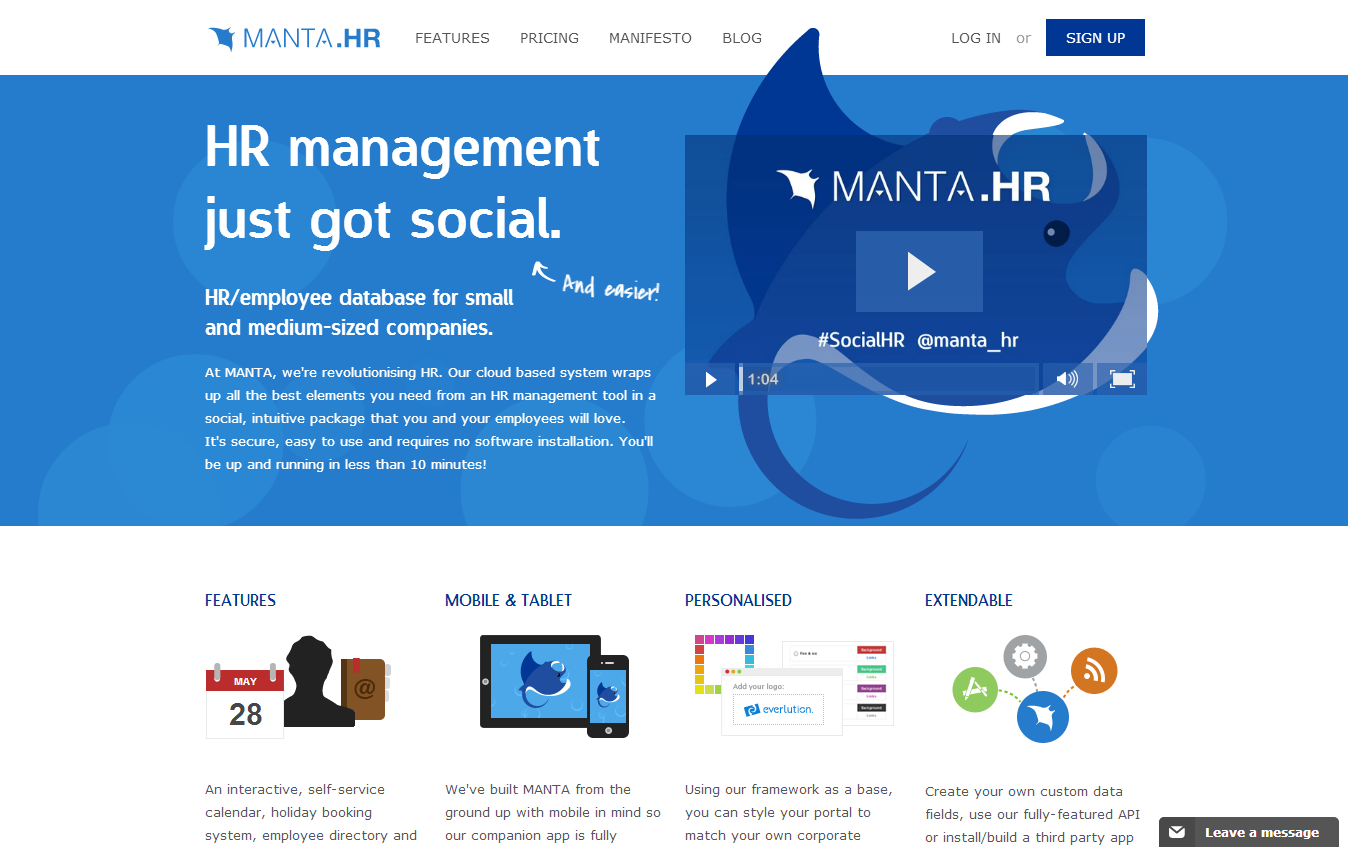 MANTA.HR FEATURES PRICING MANIFESTO BLOG LOG IN or SIGN UP
HR management
just got social.
And easier!
HR/employee database for small
and medium-sized companies.
At MANTA, we're revolutionising HR. Our cloud based system wraps
up all the best elements you need from an HR management tool in a
social, intuitive package that you and your employees will love.
It's secure, easy to use and requires no software installation. You'll
be up and running in less than 10 minutes!
MANTA.HR
#SocialHR @manta_hr
1:04
FEATURES
MAY
28
@
An interactive, self-service
calendar, holiday booking
system, employee directory and
MOBILE & TABLET
We've built MANTA from the
ground up with mobile in mind so
our companion app is fully
PERSONALISED
Background
Links
Background
Links
Background
Links
Background
Links
Add your logo:
everlution.
Using our framework as a base,
you can style your portal to
match your own corporate
EXTENDABLE
Create your own custom data
fields, use our fully-featured API
or install/build a third party app
Leave a message